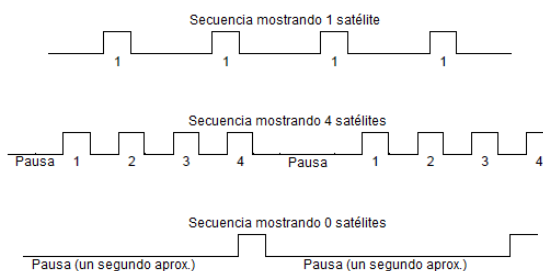 Secuencia mostrando 1 satélite
1 1 1 1
Secuencia mostrando 4 satélites
Pausa 1 2 3 4 Pausa 1 2 3 4
Secuencia mostrando 0 satélites
Pausa (un segundo aprox.) Pausa (un segundo aprox.)